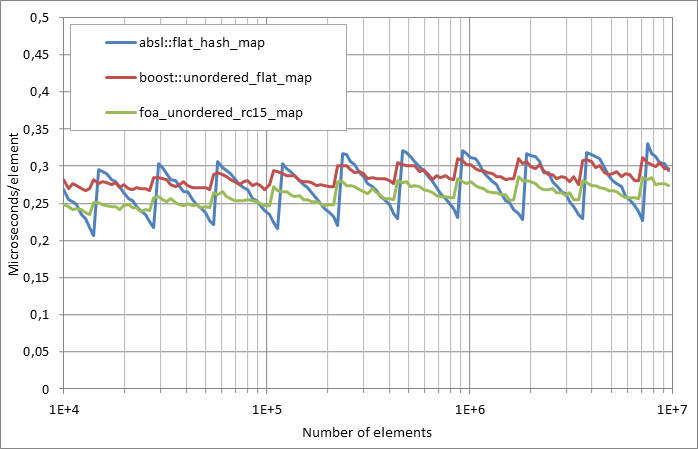 0,5
0,45
0,4
0,35
0,3
0,25
0,2
0,15
0,1
0,05
0
absl::flat_hash_map
boost::unordered_flat_map
foa_unordered_rc15_map
Microseconds/element
1E+4 1E+5 1E+6 1E+7
Number of elements